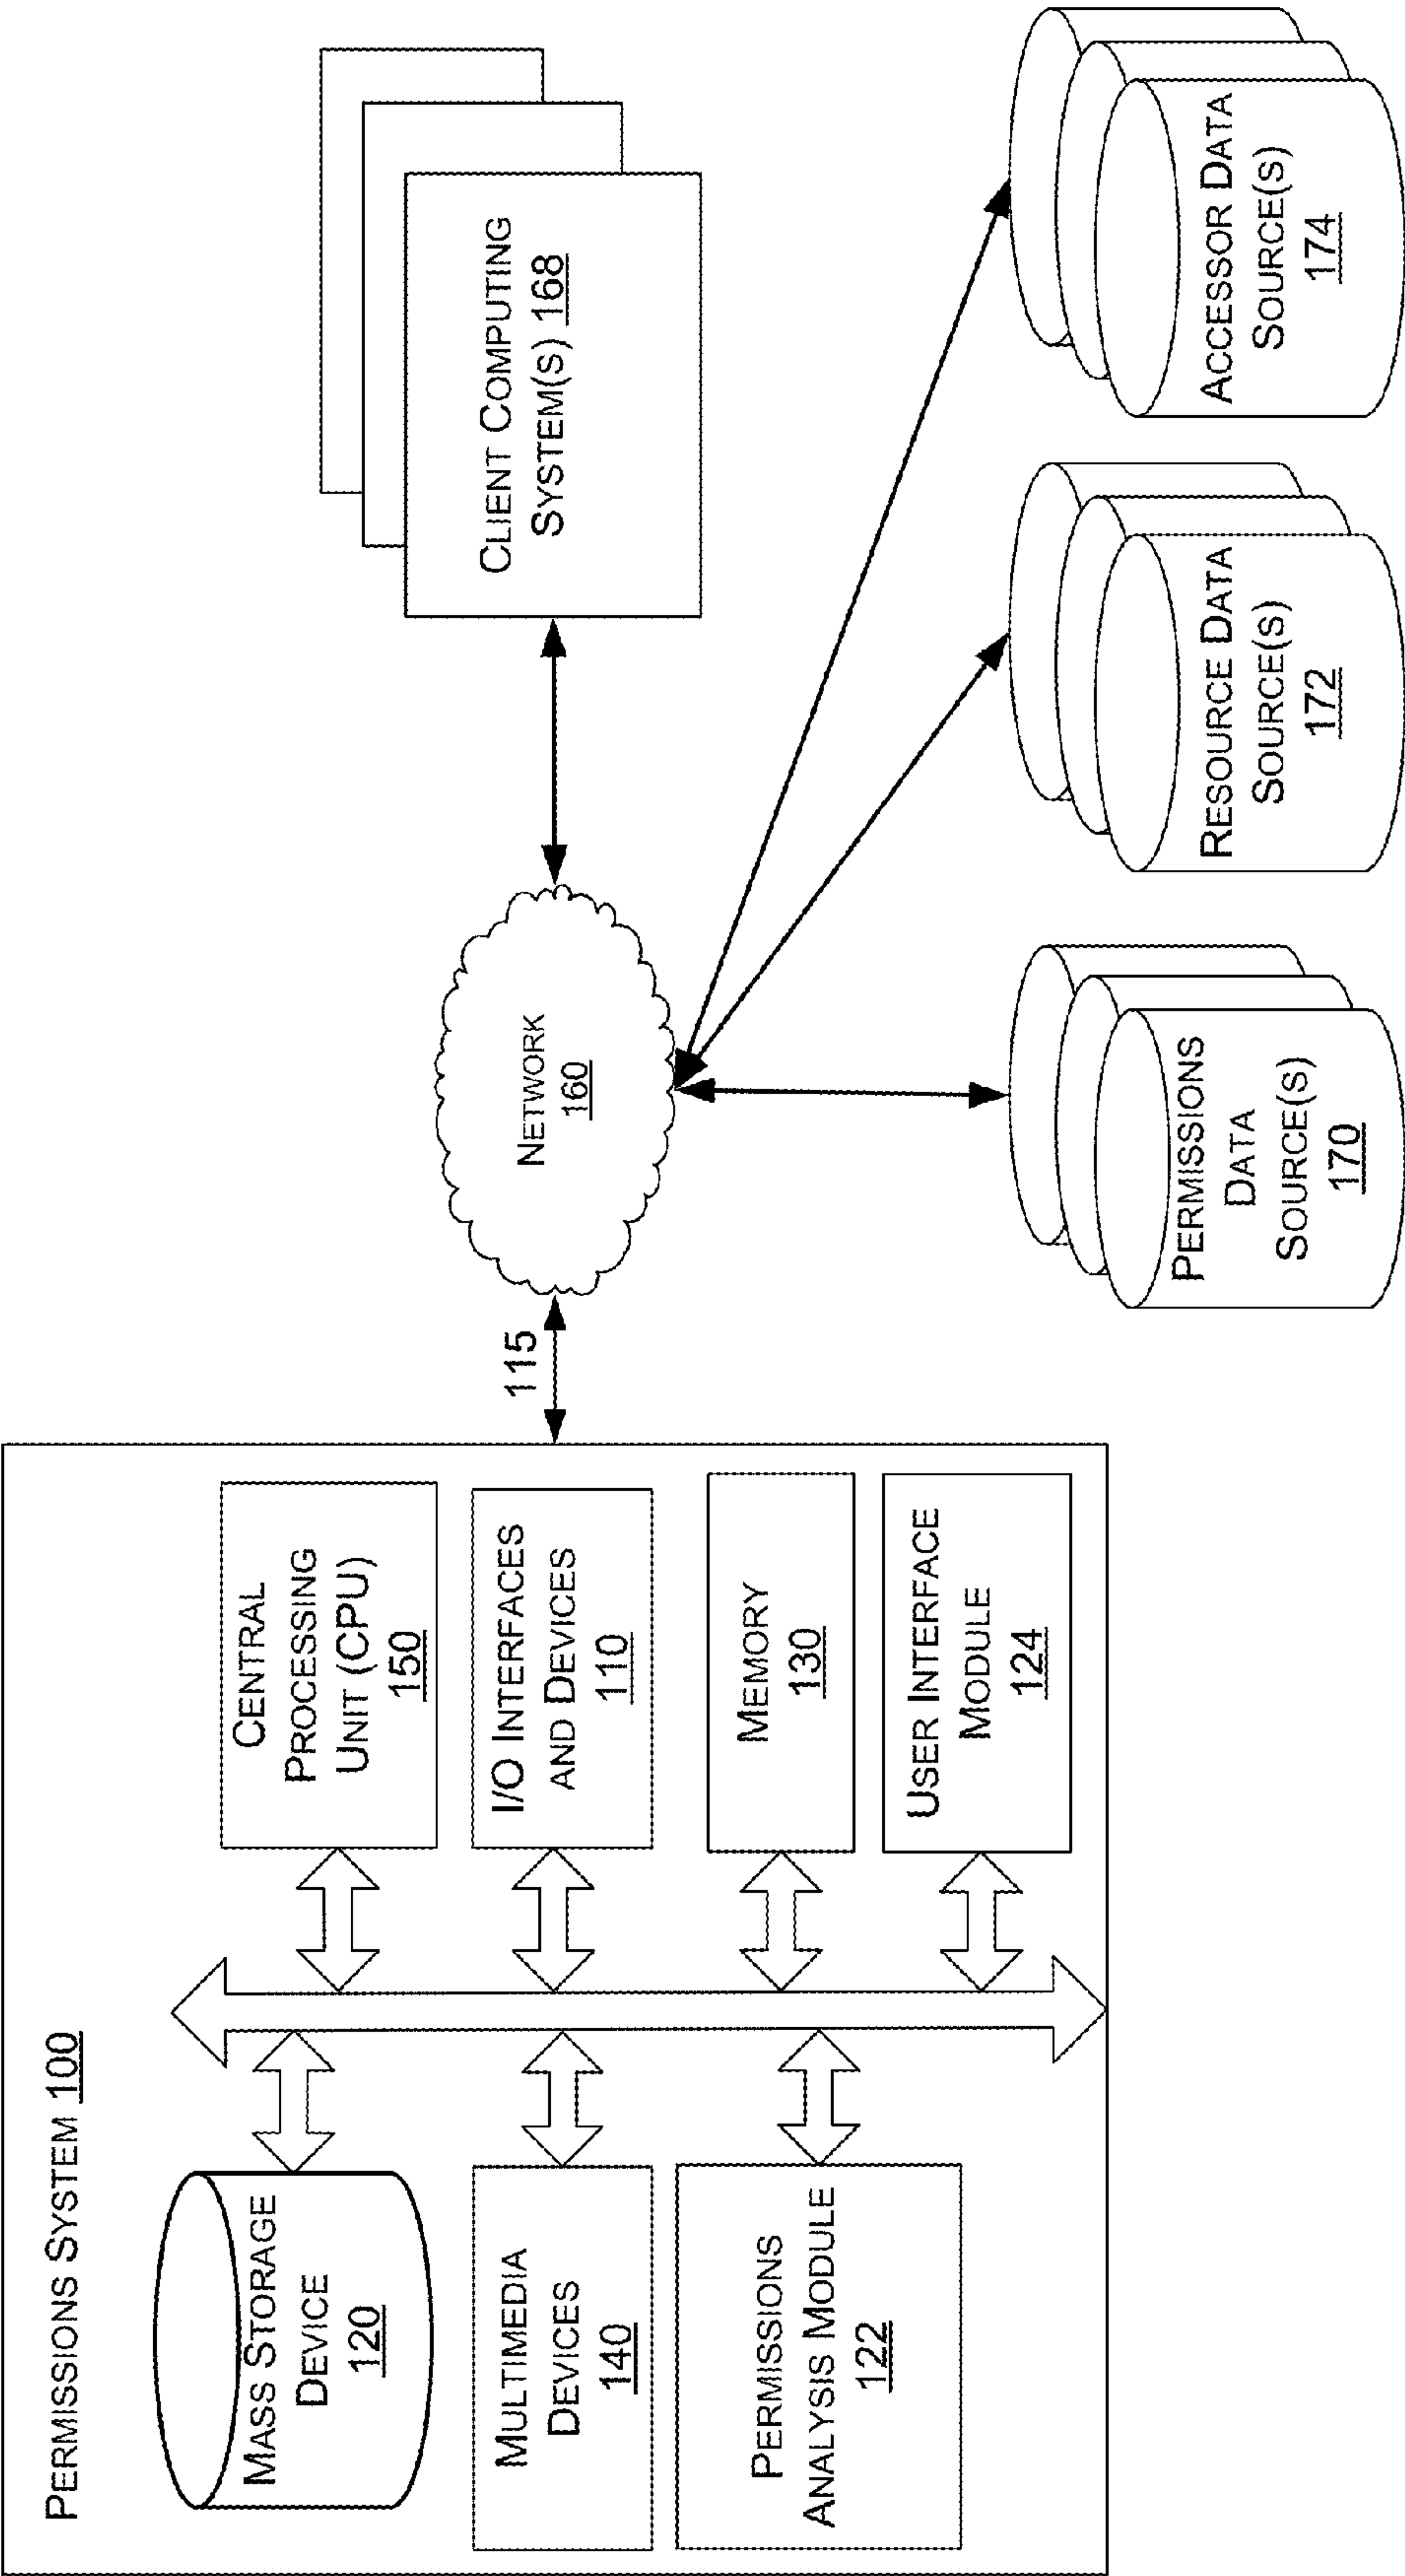 PERMISSIONS SYSTEM 100
MASS STORAGE
DEVICE
120
MULTIMEDIA
DEVICES
140
PERMISSIONS
ANALYSIS MODULE
122
CENTRAL
PROCESSING
UNIT (CPU)
150
I/O INTERFACES
AND DEVICES
110
MEMORY
130
USER INTERFACE
MODULE
124
115
NETWORK
160
CLIENT COMPUTING
SYSTEM(S) 168
PERMISSIONS
DATA
SOURCE(S)
170
RESOURCE DATA
SOURCE(S)
172
ACCESSOR DATA
SOURCE(S)
174